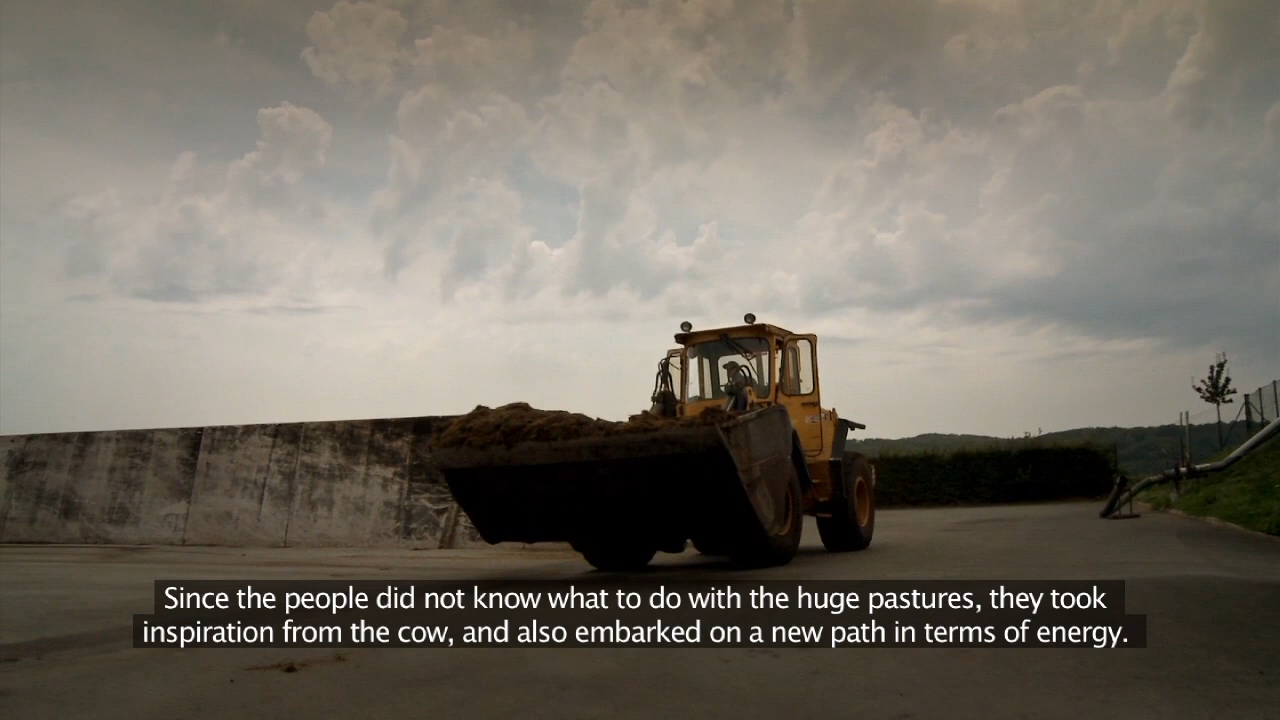 Since the people did not know what to do with the huge pastures, they took
inspiration from the cow, and also embarked on a new path in terms of energy.